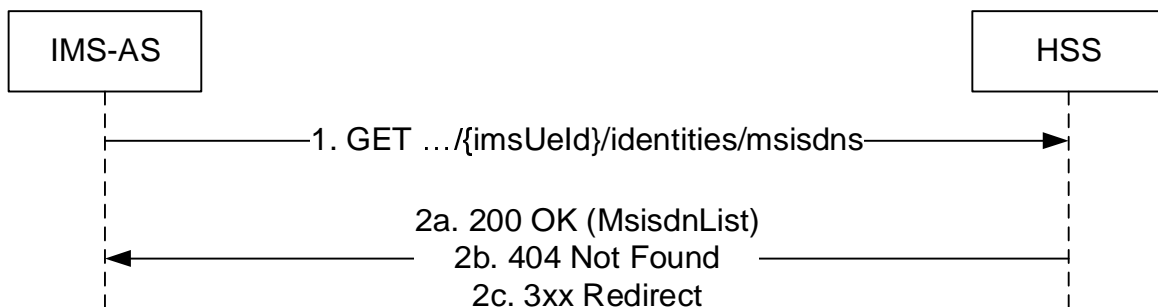 IMS-AS
HSS
1. GET …/{imsUeId}/identities/msisdns
2a. 200 OK (MsisdnList)
2b. 404 Not Found
2c. 3xx Redirect